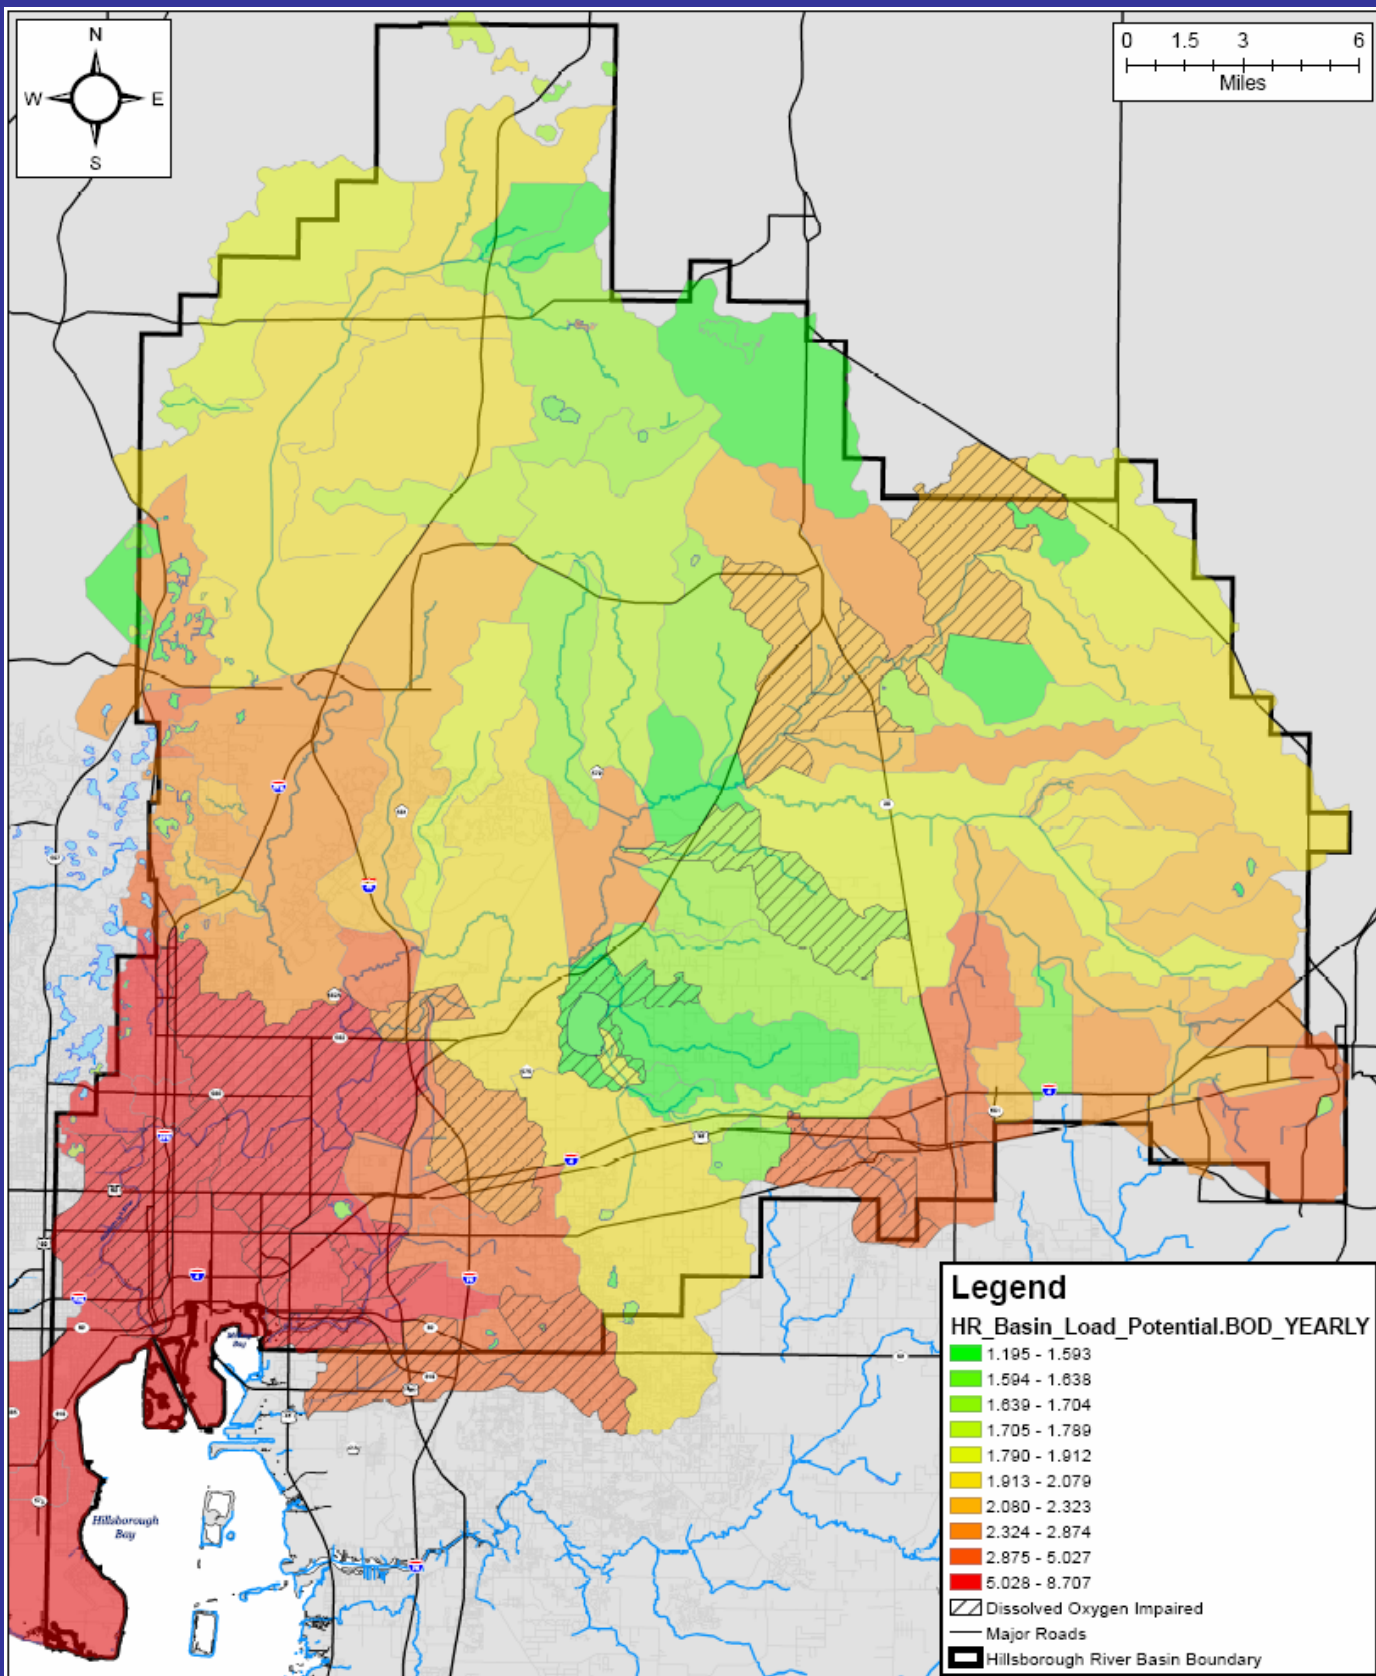 N
W E
S
0 1.5 3 6
Miles
Hillsborough
Bay
Legend
HR_Basin_Load_Potential.BOD_YEARLY
1.195 - 1.593
1.594 - 1.638
1.639 - 1.704
1.705 - 1.789
1.790 - 1.912
1.913 - 2.079
2.080 - 2.323
2.324 - 2.874
2.875 - 5.027
5.028 - 8.707
Dissolved Oxygen Impaired
Major Roads
Hillsborough River Basin Boundary